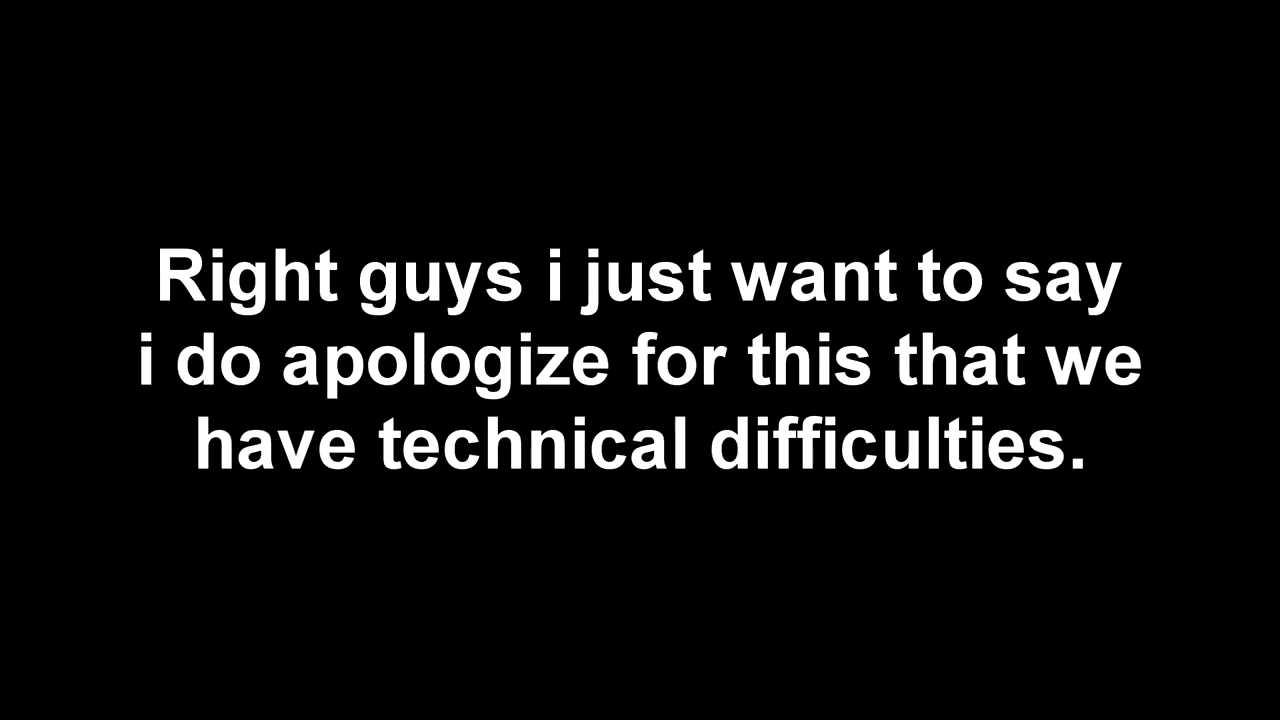 Right guys i just want to say
i do apologize for this that we
have technical difficulties.